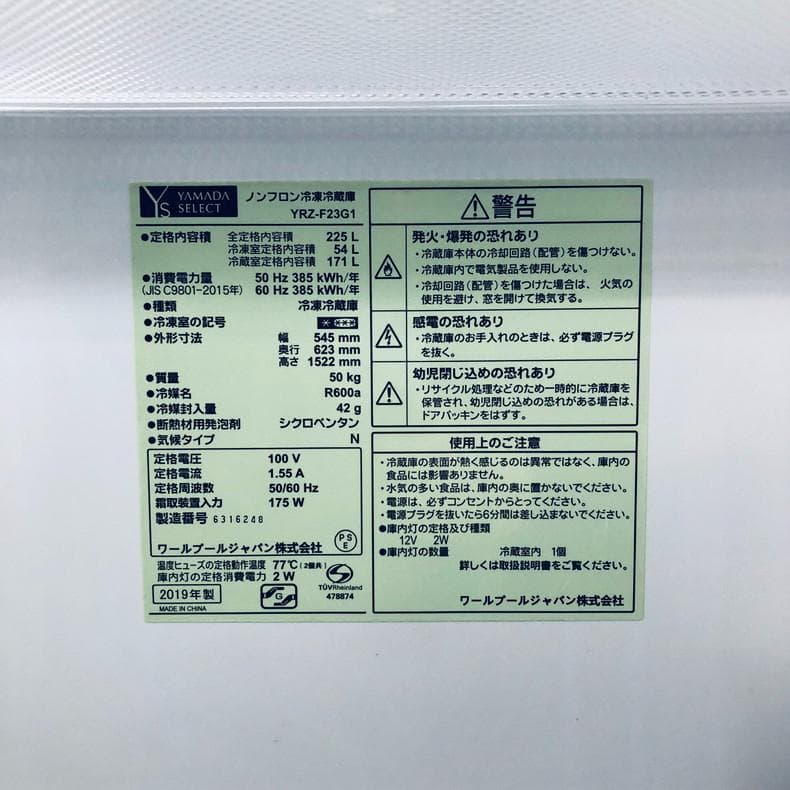 YS YAMADA SELECT ノンフロン冷凍冷蔵庫
YRZ-F23G1
●定格内容積 全定格内容積 225 L
冷凍室定格内容積 54 L
冷蔵室定格内容積 171 L
●消費電力量 50 Hz 385 kWh/年
(JIS C9801-2015年) 60 Hz 385 kWh/年
●種類 冷凍冷蔵庫
●冷凍室の記号 * ***
●外形寸法 幅 545 mm
奥行 623 mm
高さ 1522 mm
●質量 50 kg
●冷媒名 R600a
●冷媒封入量 42 g
●断熱材用発泡剤 シクロペンタン
●気候タイプ N
定格電圧 100 V
定格電流 1.55 A
定格周波数 50/60 Hz
霜取装置入力 175 W
製造番号 6316248
PSE
ワールプールジャパン株式会社
温度ヒューズの定格動作温度 77℃(2個共)
庫内灯の定格消費電力 2 W
2019年製
MADE IN CHINA
G
TÜVRheinland
478874
⚠警告
発火・爆発の恐れあり
・冷蔵庫本体の冷却回路(配管)を傷つけない。
・冷蔵庫内で電気製品を使用しない。
・冷却回路(配管)を傷つけた場合は、火気の
使用を避け、窓を開けて換気する。
感電の恐れあり
・冷蔵庫のお手入れのときは、必ず電源プラグ
を抜く。
幼児閉じ込めの恐れあり
・リサイクル処理などのため一時的に冷蔵庫を
保管され、幼児閉じ込めの恐れがある場合は、
ドアパッキンをはずす。
使用上のご注意
・冷蔵庫の表面が熱く感じるのは異常ではなく、庫内の
食品には影響ありません。
・水気の多い食品は、庫内の奥に置かないでください。
・電源は、必ずコンセントからとってください。
・電源プラグを抜いたら6分間は差し込まないでください。
●庫内灯の定格及び種類
12V 2W
●庫内灯の数量 冷蔵室内 1個
詳しくは取扱説明書をご覧ください。
ワールプールジャパン株式会社